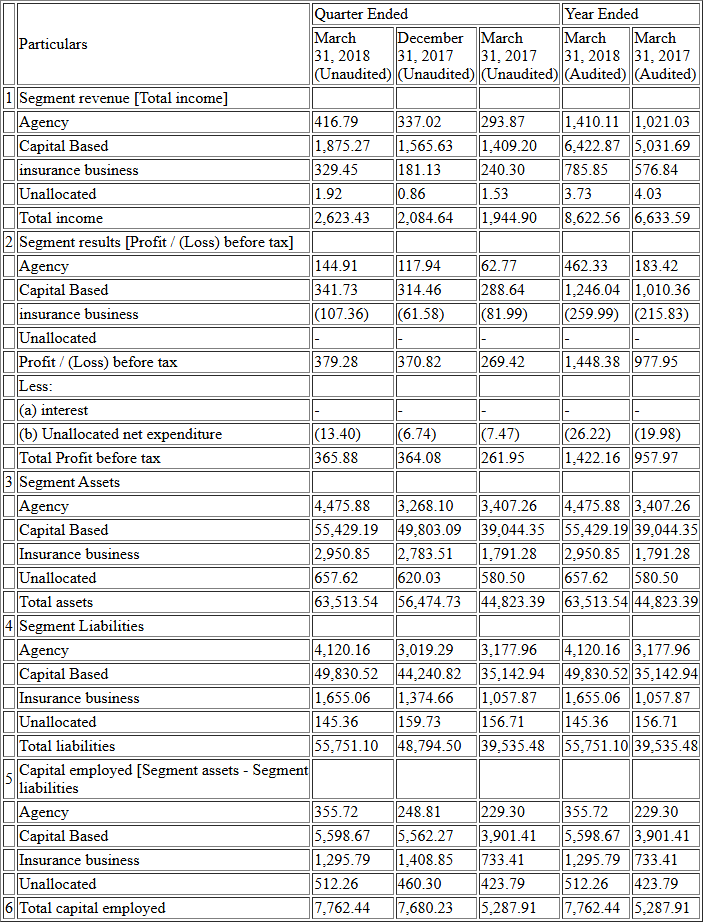 Particulars Quarter Ended Year Ended
March 31, 2018 (Unaudited) December 31, 2017 (Unaudited) March 31, 2017 (Unaudited) March 31, 2018 (Audited) March 31, 2017 (Audited)
1 Segment revenue [Total income]
Agency 416.79 337.02 293.87 1,410.11 1,021.03
Capital Based 1,875.27 1,565.63 1,409.20 6,422.87 5,031.69
insurance business 329.45 181.13 240.30 785.85 576.84
Unallocated 1.92 0.86 1.53 3.73 4.03
Total income 2,623.43 2,084.64 1,944.90 8,622.56 6,633.59
2 Segment results [Profit / (Loss) before tax]
Agency 144.91 117.94 62.77 462.33 183.42
Capital Based 341.73 314.46 288.64 1,246.04 1,010.36
insurance business (107.36) (61.58) (81.99) (259.99) (215.83)
Unallocated - - - - -
Profit / (Loss) before tax 379.28 370.82 269.42 1,448.38 977.95
Less:
(a) interest - - - - -
(b) Unallocated net expenditure (13.40) (6.74) (7.47) (26.22) (19.98)
Total Profit before tax 365.88 364.08 261.95 1,422.16 957.97
3 Segment Assets
Agency 4,475.88 3,268.10 3,407.26 4,475.88 3,407.26
Capital Based 55,429.19 49,803.09 39,044.35 55,429.19 39,044.35
Insurance business 2,950.85 2,783.51 1,791.28 2,950.85 1,791.28
Unallocated 657.62 620.03 580.50 657.62 580.50
Total assets 63,513.54 56,474.73 44,823.39 63,513.54 44,823.39
4 Segment Liabilities
Agency 4,120.16 3,019.29 3,177.96 4,120.16 3,177.96
Capital Based 49,830.52 44,240.82 35,142.94 49,830.52 35,142.94
Insurance business 1,655.06 1,374.66 1,057.87 1,655.06 1,057.87
Unallocated 145.36 159.73 156.71 145.36 156.71
Total liabilities 55,751.10 48,794.50 39,535.48 55,751.10 39,535.48
5 Capital employed [Segment assets - Segment
liabilities
Agency 355.72 248.81 229.30 355.72 229.30
Capital Based 5,598.67 5,562.27 3,901.41 5,598.67 3,901.41
Insurance business 1,295.79 1,408.85 733.41 1,295.79 733.41
Unallocated 512.26 460.30 423.79 512.26 423.79
6 Total capital employed 7,762.44 7,680.23 5,287.91 7,762.44 5,287.91